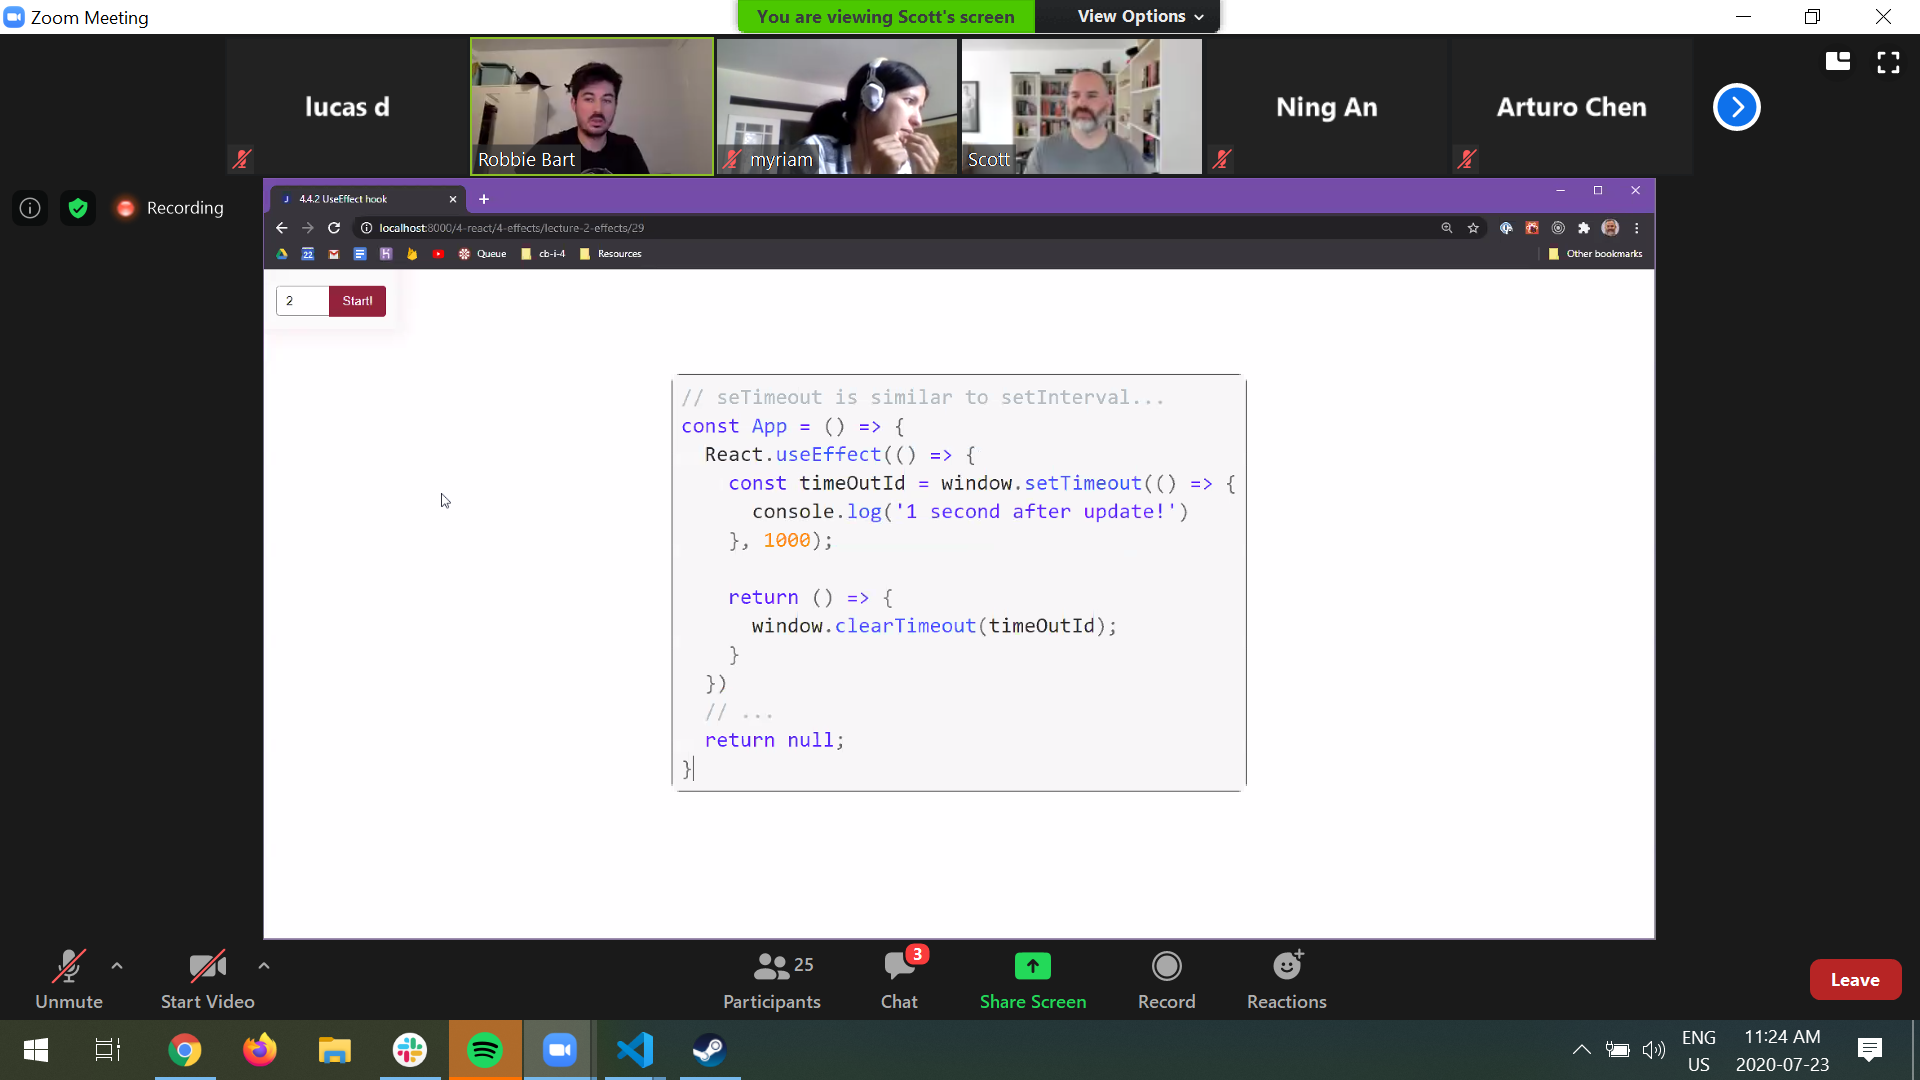 Zoom Meeting
You are viewing Scott's screen
View Options
lucas d
Robbie Bart
myriam
Scott
Ning An
Arturo Chen
Recording
4.4.2 UseEffect hook
localhost:8000/4-react/4-effects/lecture-2-effects/29
22
Queue
cb-i-4
Resources
Other bookmarks
2
Start!
// seTimeout is similar to setInterval...
const App = () => {
  React.useEffect(() => {
    const timeOutId = window.setTimeout(() => {
      console.log('1 second after update!')
    }, 1000);
    return () => {
      window.clearTimeout(timeOutId);
    }
  })
  // ...
  return null;
}
Unmute
Start Video
25
Participants
3
Chat
Share Screen
Record
Reactions
Leave
ENG
US
11:24 AM
2020-07-23